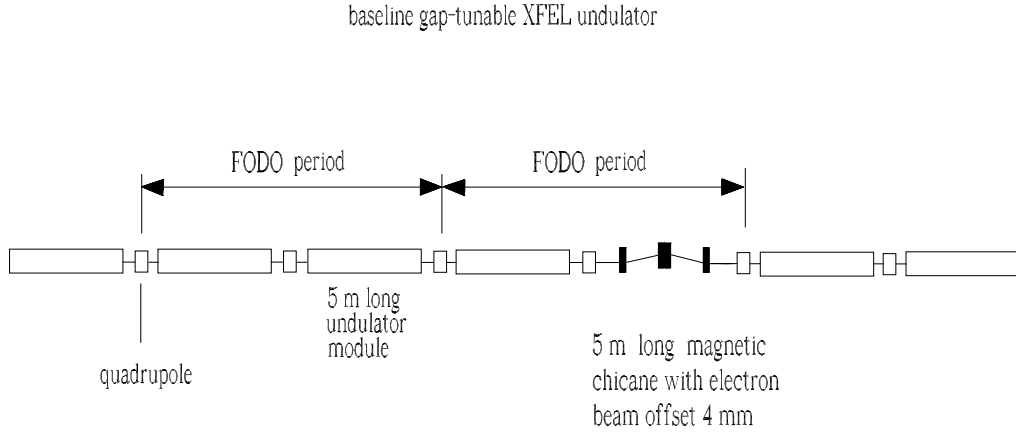 baseline gap-tunable XFEL undulator
FODO period
FODO period
5 m long
undulator
module
quadrupole
5 m long magnetic
chicane with electron
beam offset 4 mm